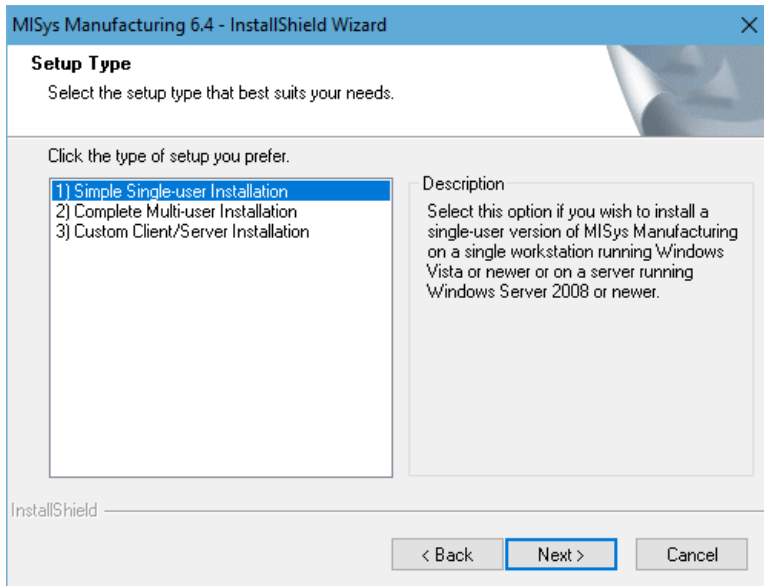 MISys Manufacturing 6.4 - InstallShield Wizard
Setup Type
Select the setup type that best suits your needs.
Click the type of setup you prefer.
1) Simple Single-user Installation
2) Complete Multi-user Installation
3) Custom Client/Server Installation
Description
Select this option if you wish to install a
single-user version of MISys Manufacturing
on a single workstation running Windows
Vista or newer or on a server running
Windows Server 2008 or newer.
InstallShield
< Back
Next >
Cancel